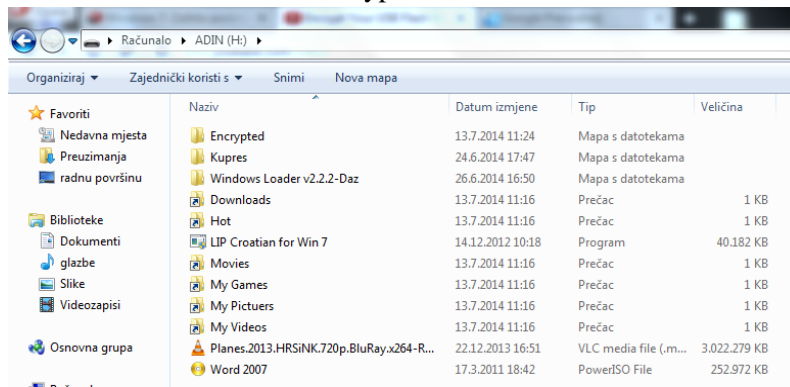 Računalo ▸ ADIN (H:) ▸
Organiziraj ▾ Zajednički koristi s ▾ Snimi Nova mapa
Favoriti
Nedavna mjesta
Preuzimanja
radnu površinu
Biblioteke
Dokumenti
glazbe
Slike
Videozapisi
Osnovna grupa
Naziv Datum izmjene Tip Veličina
Encrypted 13.7.2014 11:24 Mapa s datotekama
Kupres 24.6.2014 17:47 Mapa s datotekama
Windows Loader v2.2.2-Daz 26.6.2014 16:50 Mapa s datotekama
Downloads 13.7.2014 11:16 Prečac 1 KB
Hot 13.7.2014 11:16 Prečac 1 KB
LIP Croatian for Win 7 14.12.2012 10:18 Program 40.182 KB
Movies 13.7.2014 11:16 Prečac 1 KB
My Games 13.7.2014 11:16 Prečac 1 KB
My Pictuers 13.7.2014 11:16 Prečac 1 KB
My Videos 13.7.2014 11:16 Prečac 1 KB
Planes.2013.HRSiNK.720p.BluRay.x264-R... 22.12.2013 16:51 VLC media file (.m... 3.022.279 KB
Word 2007 17.3.2011 18:42 PowerISO File 252.972 KB